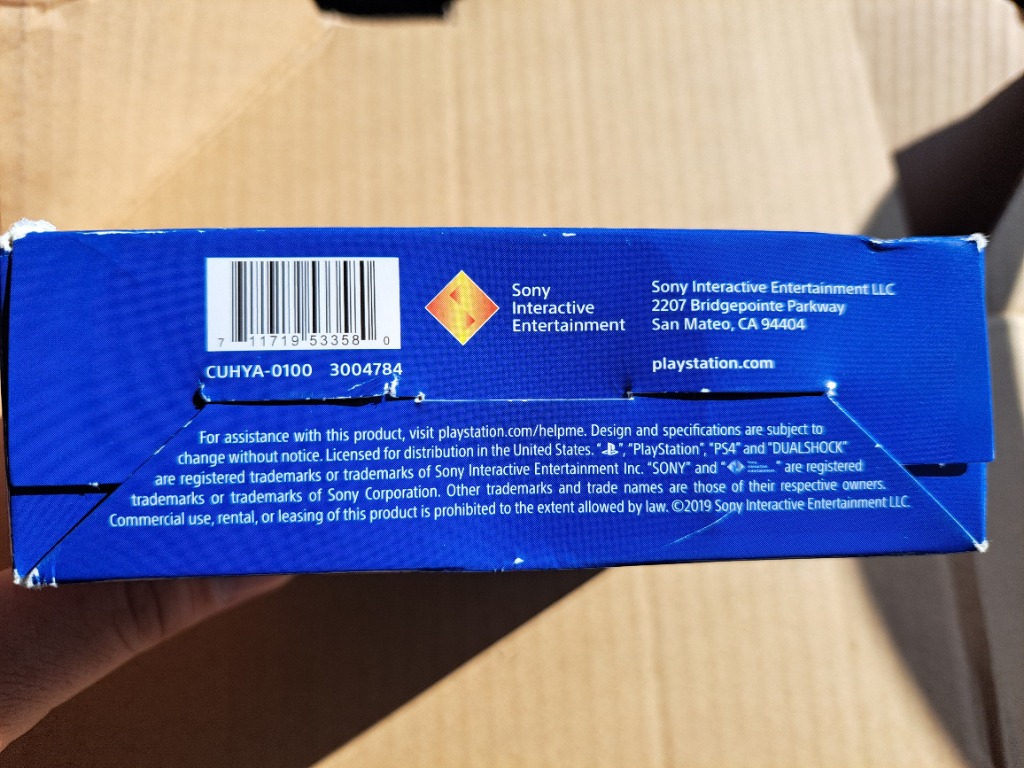 7 11719 53358 0
CUHYA-0100 3004784
Sony
Interactive
Entertainment
Sony Interactive Entertainment LLC
2207 Bridgepointe Parkway
San Mateo, CA 94404
playstation.com
For assistance with this product, visit playstation.com/helpme. Design and specifications are subject to
change without notice. Licensed for distribution in the United States. " ", "PlayStation", "PS4" and "DUALSHOCK"
are registered trademarks or trademarks of Sony Interactive Entertainment Inc. "SONY" and " " are registered
trademarks or trademarks of Sony Corporation. Other trademarks and trade names are those of their respective owners.
Commercial use, rental, or leasing of this product is prohibited to the extent allowed by law. ©2019 Sony Interactive Entertainment LLC.